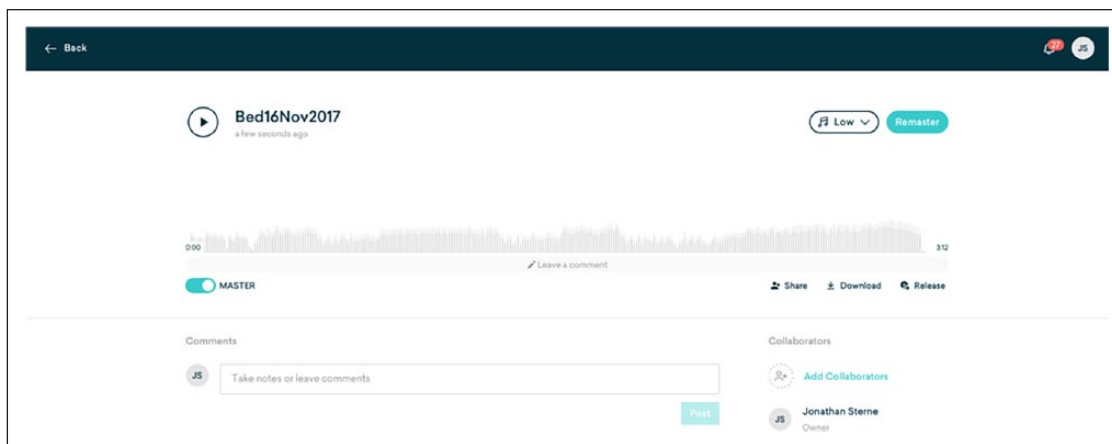 ← Back
27
JS
Bed16Nov2017
a few seconds ago
Low
Remaster
0:00
3:12
Leave a comment
MASTER
Share Download Release
Comments
Collaborators
JS
Take notes or leave comments
Add Collaborators
Post
JS
Jonathan Sterne
Owner